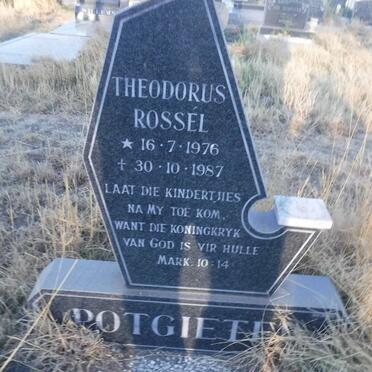 THEODORUS
ROSSEL
★ 16·7·1976
✝ 30·10·1987
LAAT DIE KINDERTJIES
NA MY TOE KOM,
WANT DIE KONINGKRYK
VAN GOD IS VIR HULLE
MARK. 10:14
POTGIETER